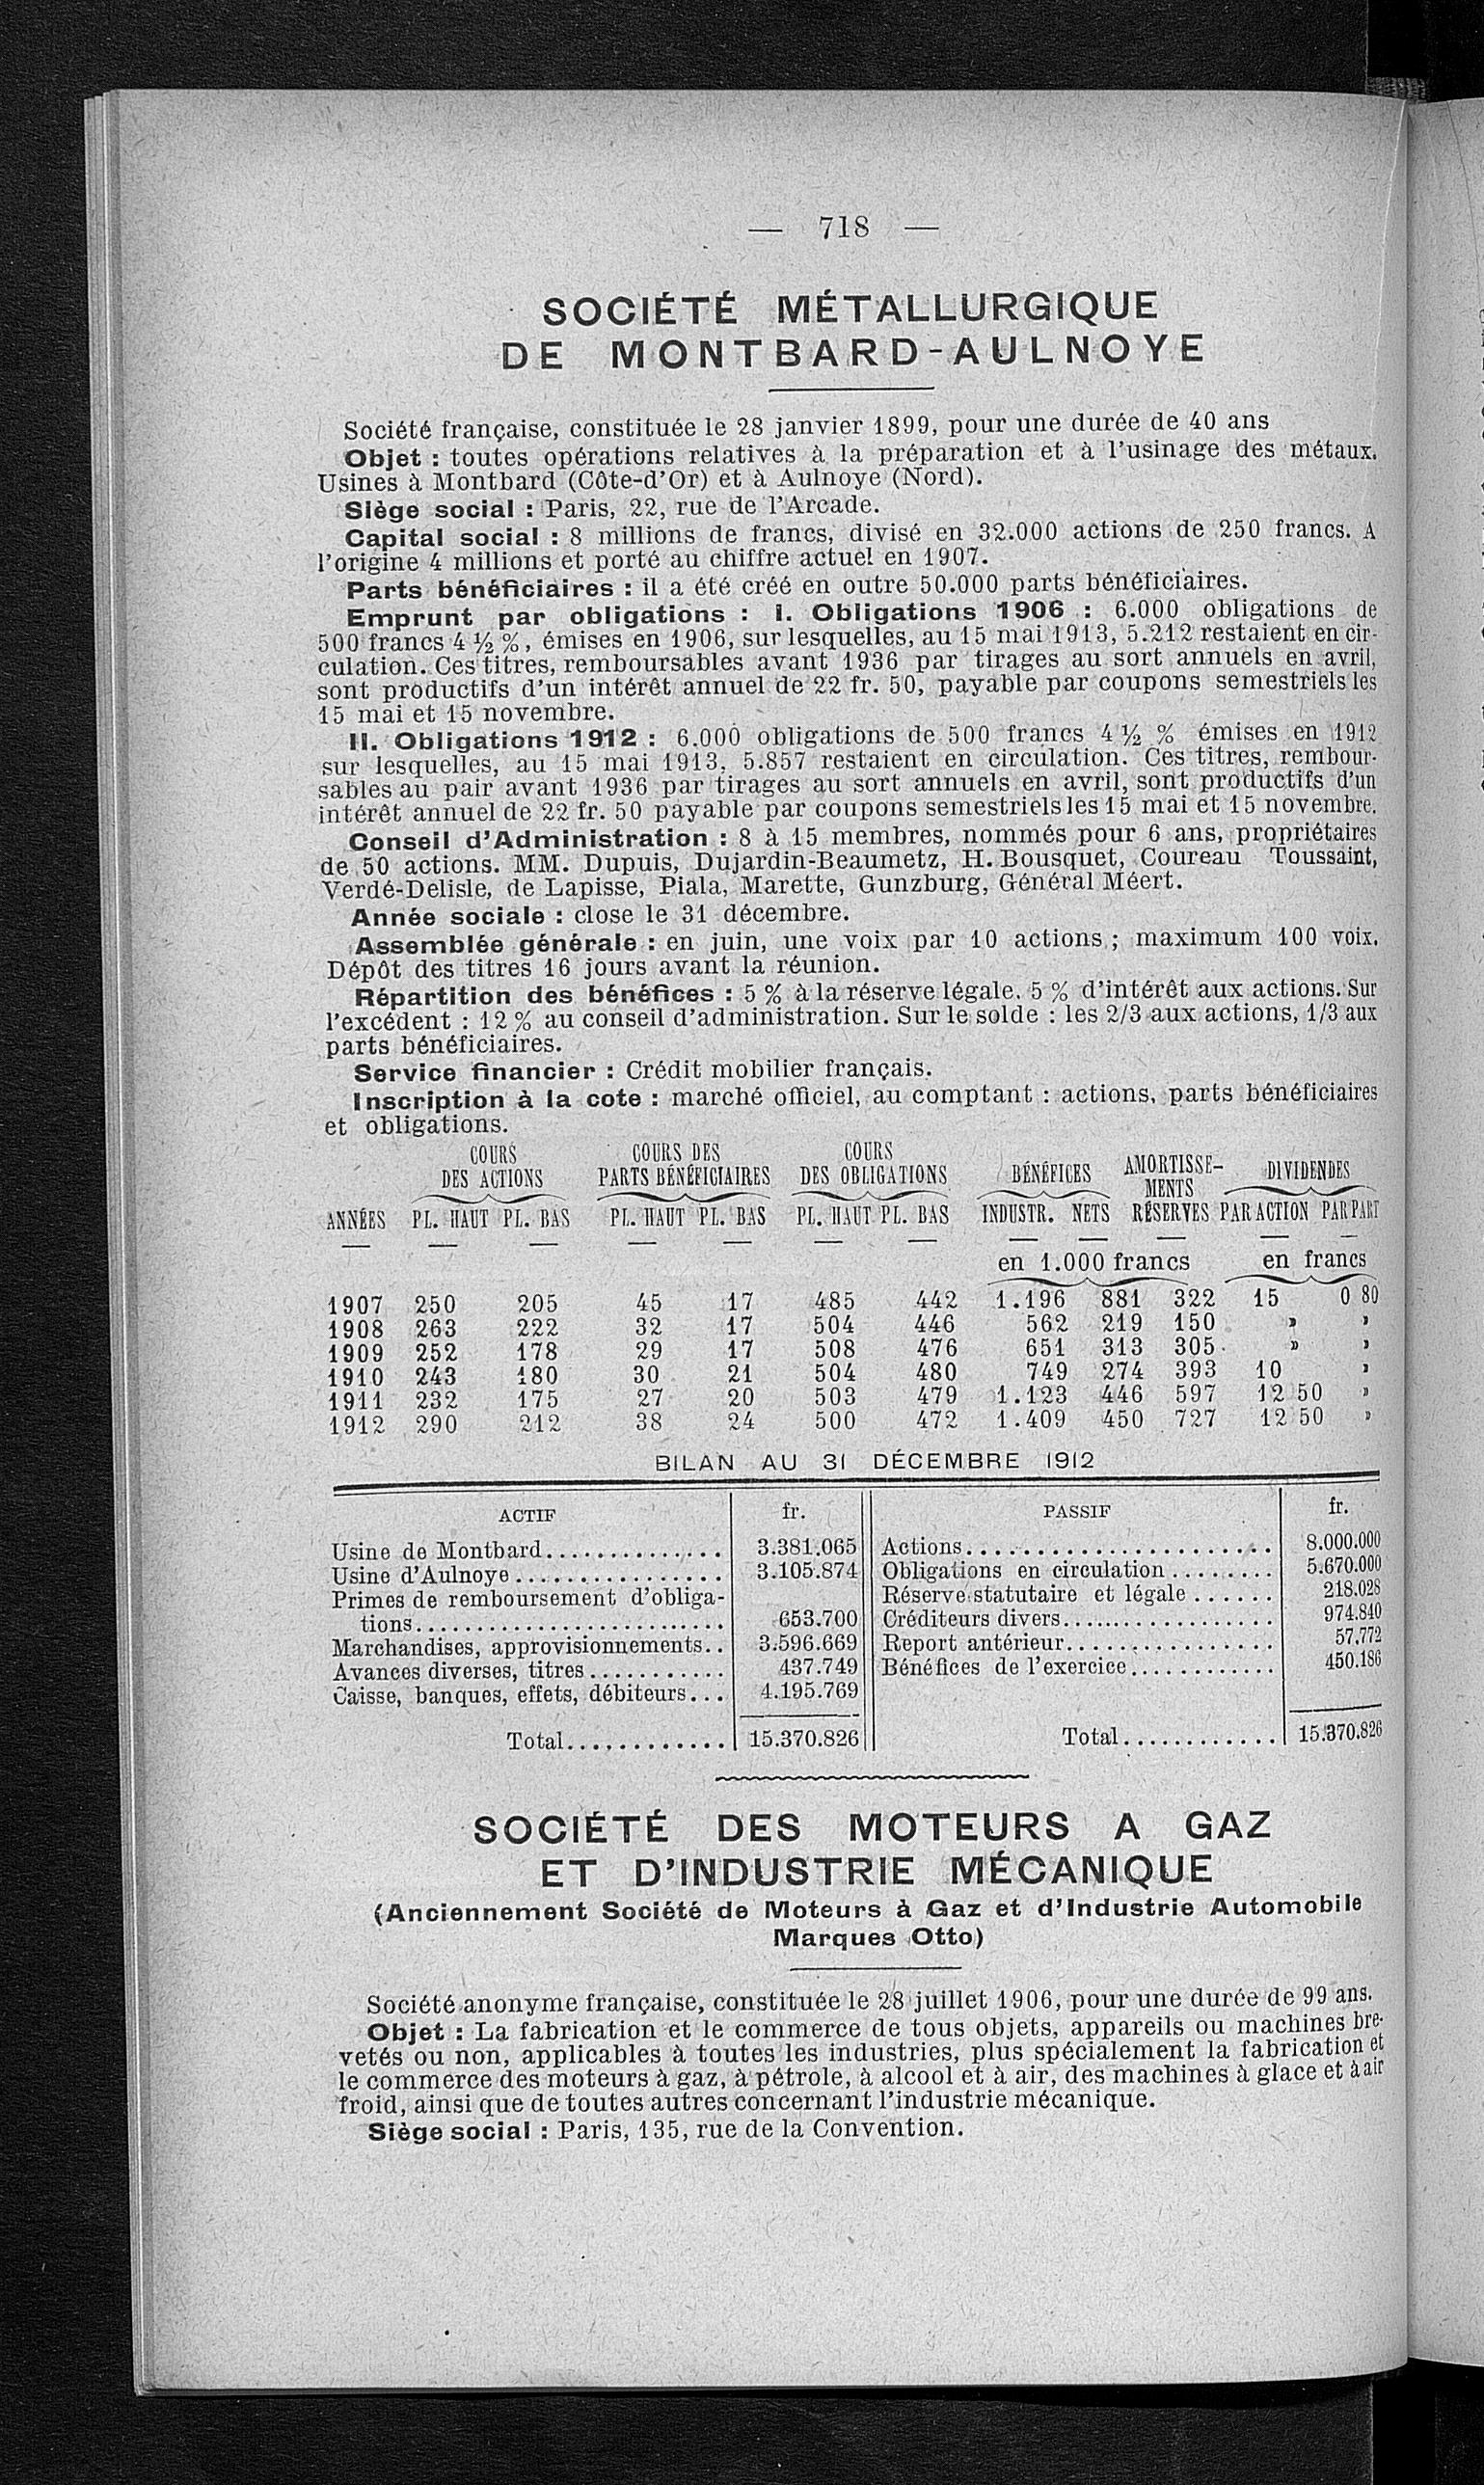 — 718 —
SOCIÉTÉ MÉTALLURGIQUE
DE MONTBARD-AULNOYE
Société française, constituée le 28 janvier 1899, pour une durée de 40 ans
Objet : toutes opérations relatives à la préparation et à l'usinage des métaux.
Usines à Montbard (Côte-d'Or) et à Aulnoye (Nord).
Siège social : Paris, 22, rue de l'Arcade.
Capital social : 8 millions de francs, divisé en 32.000 actions de 250 francs. A
l'origine 4 millions et porté au chiffre actuel en 1907.
Parts bénéficiaires : il a été créé en outre 50.000 parts bénéficiaires.
Emprunt par obligations : I. Obligations 1906 : 6.000 obligations de
500 francs 4 ½ %, émises en 1906, sur lesquelles, au 15 mai 1913, 5.212 restaient en cir-
culation. Ces titres, remboursables avant 1936 par tirages au sort annuels en avril,
sont productifs d'un intérêt annuel de 22 fr. 50, payable par coupons semestriels les
15 mai et 15 novembre.
II. Obligations 1912 : 6.000 obligations de 500 francs 4 ½ % émises en 1912
sur lesquelles, au 15 mai 1913, 5.857 restaient en circulation. Ces titres, rembour-
sables au pair avant 1936 par tirages au sort annuels en avril, sont productifs d'un
intérêt annuel de 22 fr. 50 payable par coupons semestriels les 15 mai et 15 novembre.
Conseil d'Administration : 8 à 15 membres, nommés pour 6 ans, propriétaires
de 50 actions. MM. Dupuis, Dujardin-Beaumetz, H. Bousquet, Coureau Toussaint,
Verdé-Delisle, de Lapisse, Piala, Marette, Gunzburg, Général Méert.
Année sociale : close le 31 décembre.
Assemblée générale : en juin, une voix par 10 actions ; maximum 100 voix.
Dépôt des titres 16 jours avant la réunion.
Répartition des bénéfices : 5 % à la réserve légale. 5 % d'intérêt aux actions. Sur
l'excédent : 12 % au conseil d'administration. Sur le solde : les 2/3 aux actions, 1/3 aux
parts bénéficiaires.
Service financier : Crédit mobilier français.
Inscription à la cote : marché officiel, au comptant : actions, parts bénéficiaires
et obligations.
COURS COURS DES COURS
DES ACTIONS PARTS BÉNÉFICIAIRES DES OBLIGATIONS BÉNÉFICES AMORTISSE- DIVIDENDES
MENTS
ANNÉES PL. HAUT PL. BAS PL. HAUT PL. BAS PL. HAUT PL. BAS INDUSTR. NETS RÉSERVES PAR ACTION PAR PART
en 1.000 francs en francs
1907 250 205 45 17 485 442 1.196 881 322 15 0 80
1908 263 222 32 17 504 446 562 219 150 » »
1909 252 178 29 17 508 476 651 313 305 » »
1910 243 180 30 21 504 480 749 274 393 10 »
1911 232 175 27 20 503 479 1.123 446 597 12 50 »
1912 290 212 38 24 500 472 1.409 450 727 12 50 »
BILAN AU 31 DÉCEMBRE 1912
ACTIF fr. PASSIF fr.
Usine de Montbard.............. 3.381.065 Actions........................ 8.000.000
Usine d'Aulnoye................. 3.105.874 Obligations en circulation ......... 5.670.000
Primes de remboursement d'obliga- Réserve statutaire et légale ...... 218.028
tions.......................... 653.700 Créditeurs divers.................. 974.840
Marchandises, approvisionnements.. 3.596.669 Report antérieur................. 57.772
Avances diverses, titres........... 437.749 Bénéfices de l'exercice............ 450.186
Caisse, banques, effets, débiteurs... 4.195.769
Total............. 15.370.826 Total............ 15.370.826
SOCIÉTÉ DES MOTEURS A GAZ
ET D'INDUSTRIE MÉCANIQUE
(Anciennement Société de Moteurs à Gaz et d'Industrie Automobile
Marques Otto)
Société anonyme française, constituée le 28 juillet 1906, pour une durée de 99 ans.
Objet : La fabrication et le commerce de tous objets, appareils ou machines bre-
vetés ou non, applicables à toutes les industries, plus spécialement la fabrication et
le commerce des moteurs à gaz, à pétrole, à alcool et à air, des machines à glace et à air
froid, ainsi que de toutes autres concernant l'industrie mécanique.
Siège social : Paris, 135, rue de la Convention.